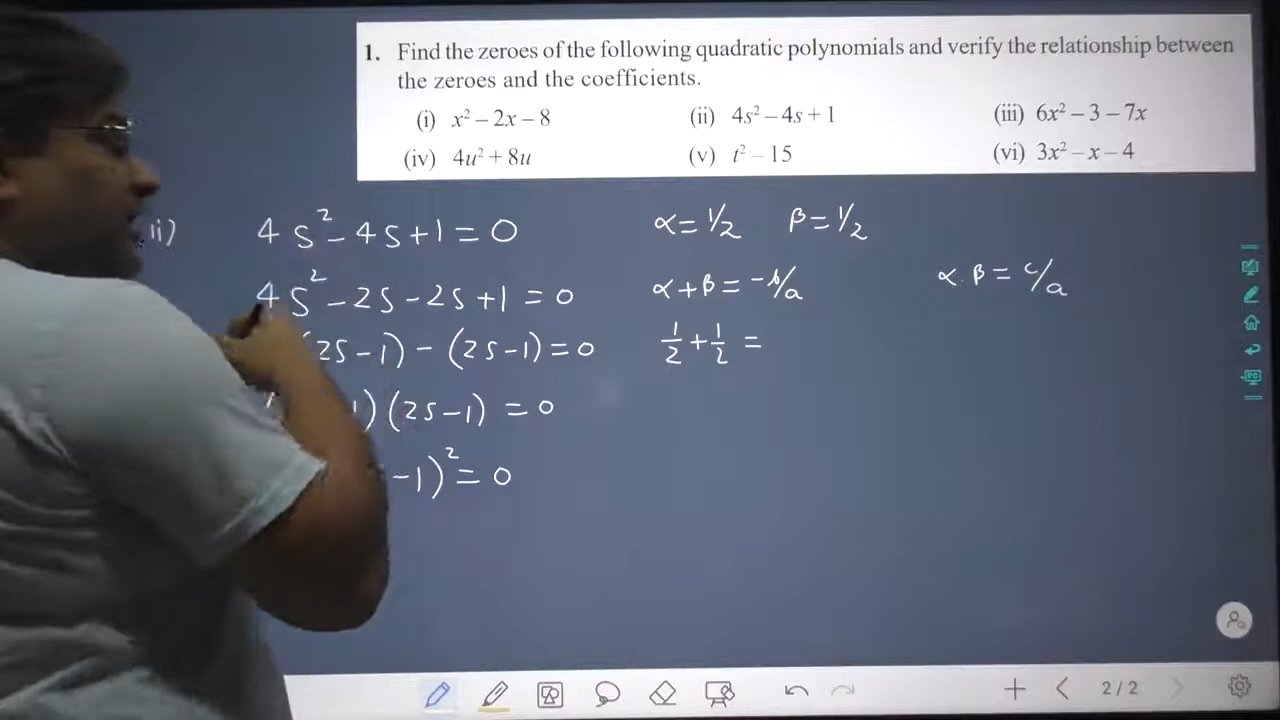 1. Find the zeroes of the following quadratic polynomials and verify the relationship between
the zeroes and the coefficients.
(i) x² – 2x – 8 (ii) 4s² – 4s + 1 (iii) 6x² – 3 – 7x
(iv) 4u² + 8u (v) t² – 15 (vi) 3x² – x – 4
ii) 4s² - 4s + 1 = 0
4s² - 2s - 2s + 1 = 0
(2s - 1) - (2s - 1) = 0
1)(2s - 1) = 0
- 1)² = 0
α = 1/2 β = 1/2
α + β = -b/a
1/2 + 1/2 =
α . β = c/a
2/2